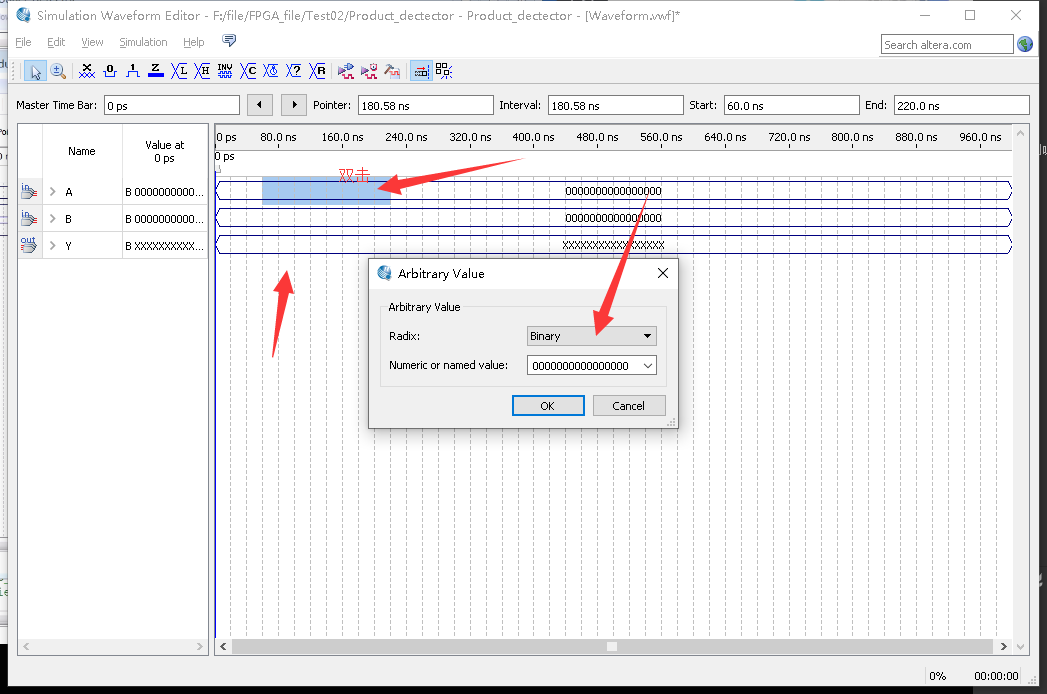 Simulation Waveform Editor - F:/file/FPGA_file/Test02/Product_dectector - Product_dectector - [Waveform.vwf]*
File Edit View Simulation Help
Search altera.com
Master Time Bar: 0 ps Pointer: 180.58 ns Interval: 180.58 ns Start: 60.0 ns End: 220.0 ns
Name Value at
0 ps
0 ps 80.0 ns 160.0 ns 240.0 ns 320.0 ns 400.0 ns 480.0 ns 560.0 ns 640.0 ns 720.0 ns 800.0 ns 880.0 ns 960.0 ns
0 ps
双击
in A B 0000000000... 0000000000000000
in B B 0000000000... 0000000000000000
out Y B XXXXXXXXXX... XXXXXXXXXXXXXXXX
Arbitrary Value
Arbitrary Value
Radix: Binary
Numeric or named value: 0000000000000000
OK Cancel
0% 00:00:00